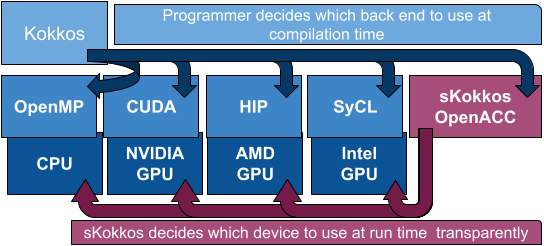 Kokkos
Programmer decides which back end to use at
compilation time
OpenMP
CUDA
HIP
SyCL
sKokkos
OpenACC
CPU
NVIDIA
GPU
AMD
GPU
Intel
GPU
sKokkos decides which device to use at run time transparently